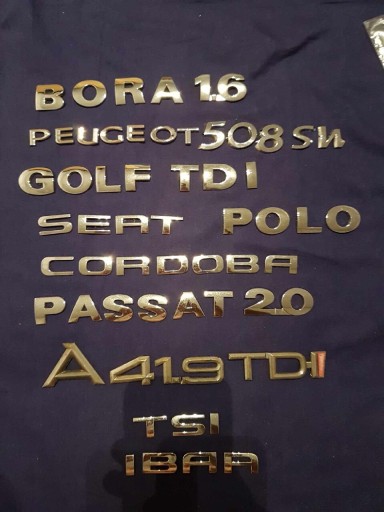 BORA 1.6
PEUGEOT 508 SW
GOLF TDI
SEAT POLO
CORDOBA
PASSAT 2.0
A4 1.9 TDI
TSI
IBAA